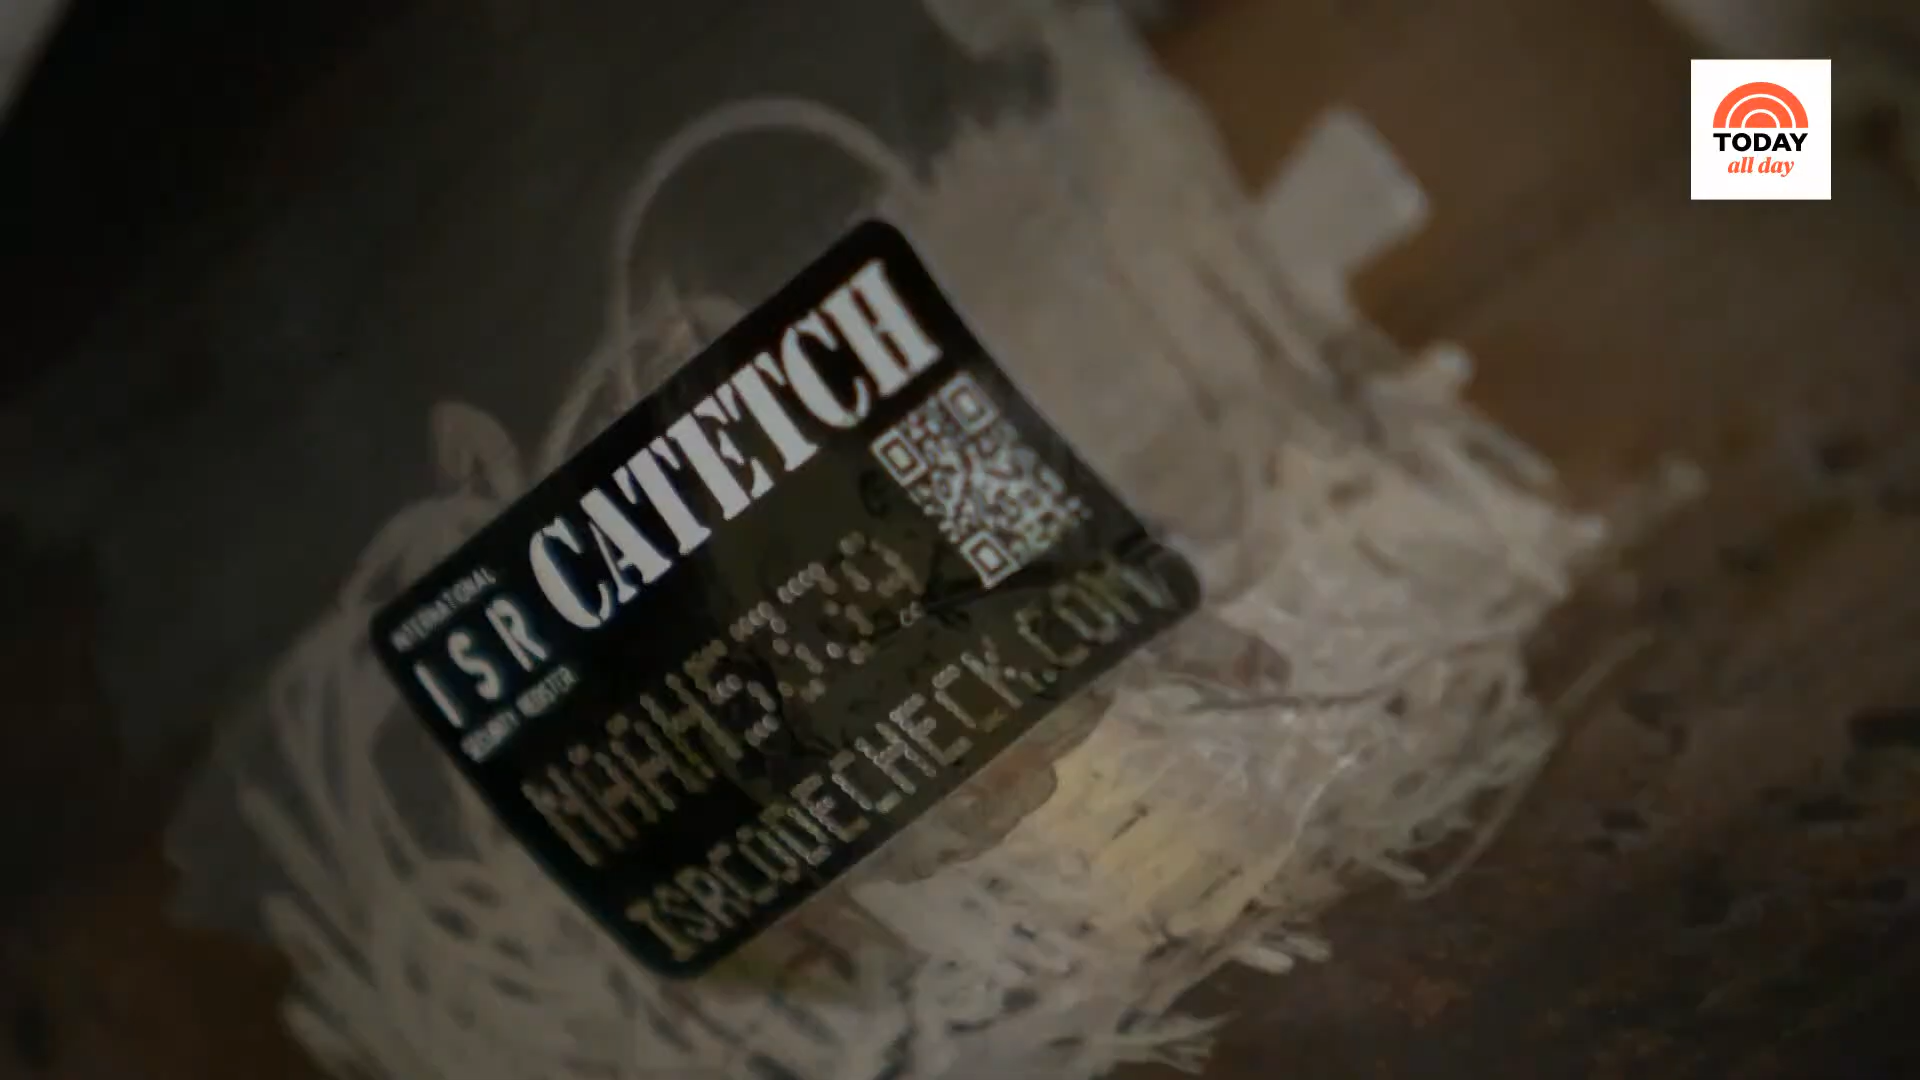 TODAY
all day
CATETCH
INTERNATIONAL
ISR
SECURITY REGISTER
ISRCODECHECK.COM